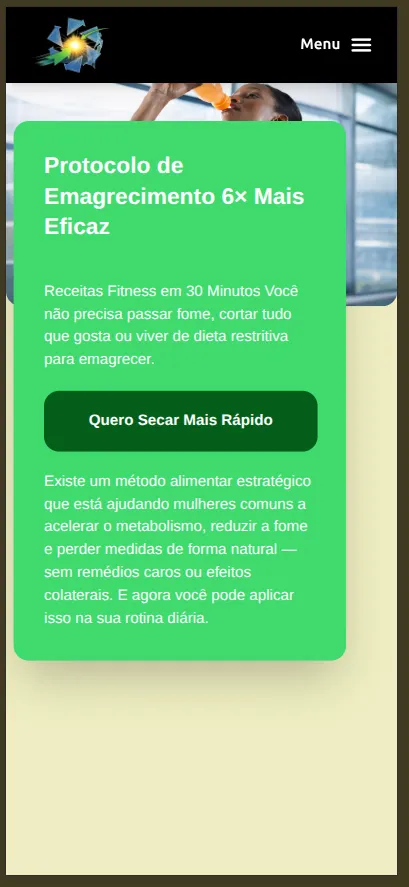 Menu
Protocolo de
Emagrecimento 6× Mais
Eficaz
Receitas Fitness em 30 Minutos Você
não precisa passar fome, cortar tudo
que gosta ou viver de dieta restritiva
para emagrecer.
Quero Secar Mais Rápido
Existe um método alimentar estratégico
que está ajudando mulheres comuns a
acelerar o metabolismo, reduzir a fome
e perder medidas de forma natural —
sem remédios caros ou efeitos
colaterais. E agora você pode aplicar
isso na sua rotina diária.